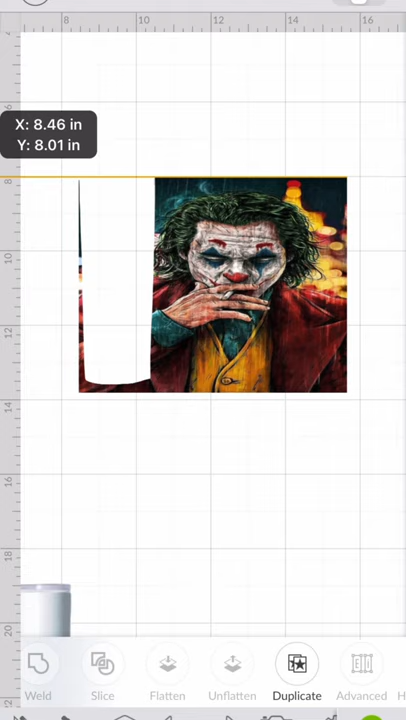 8 10 12 14 16
X: 8.46 in
Y: 8.01 in
8
10
12
14
16
18
20
Weld Slice Flatten Unflatten Duplicate Advanced H